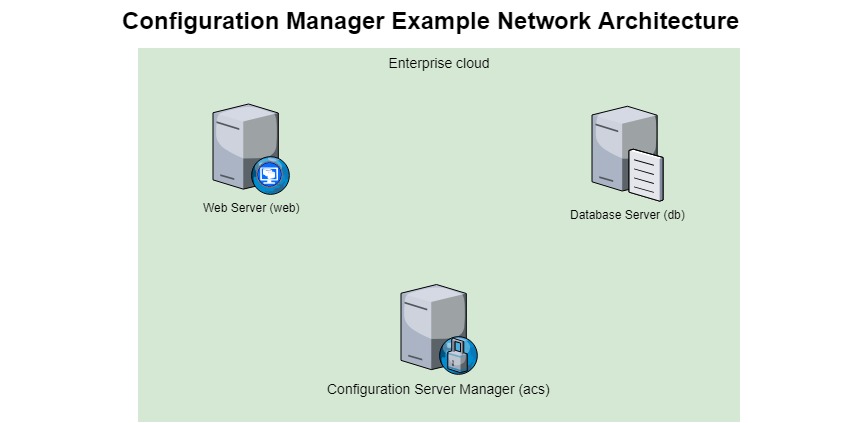 Configuration Manager Example Network Architecture
Enterprise cloud
Web Server (web)
Database Server (db)
Configuration Server Manager (acs)